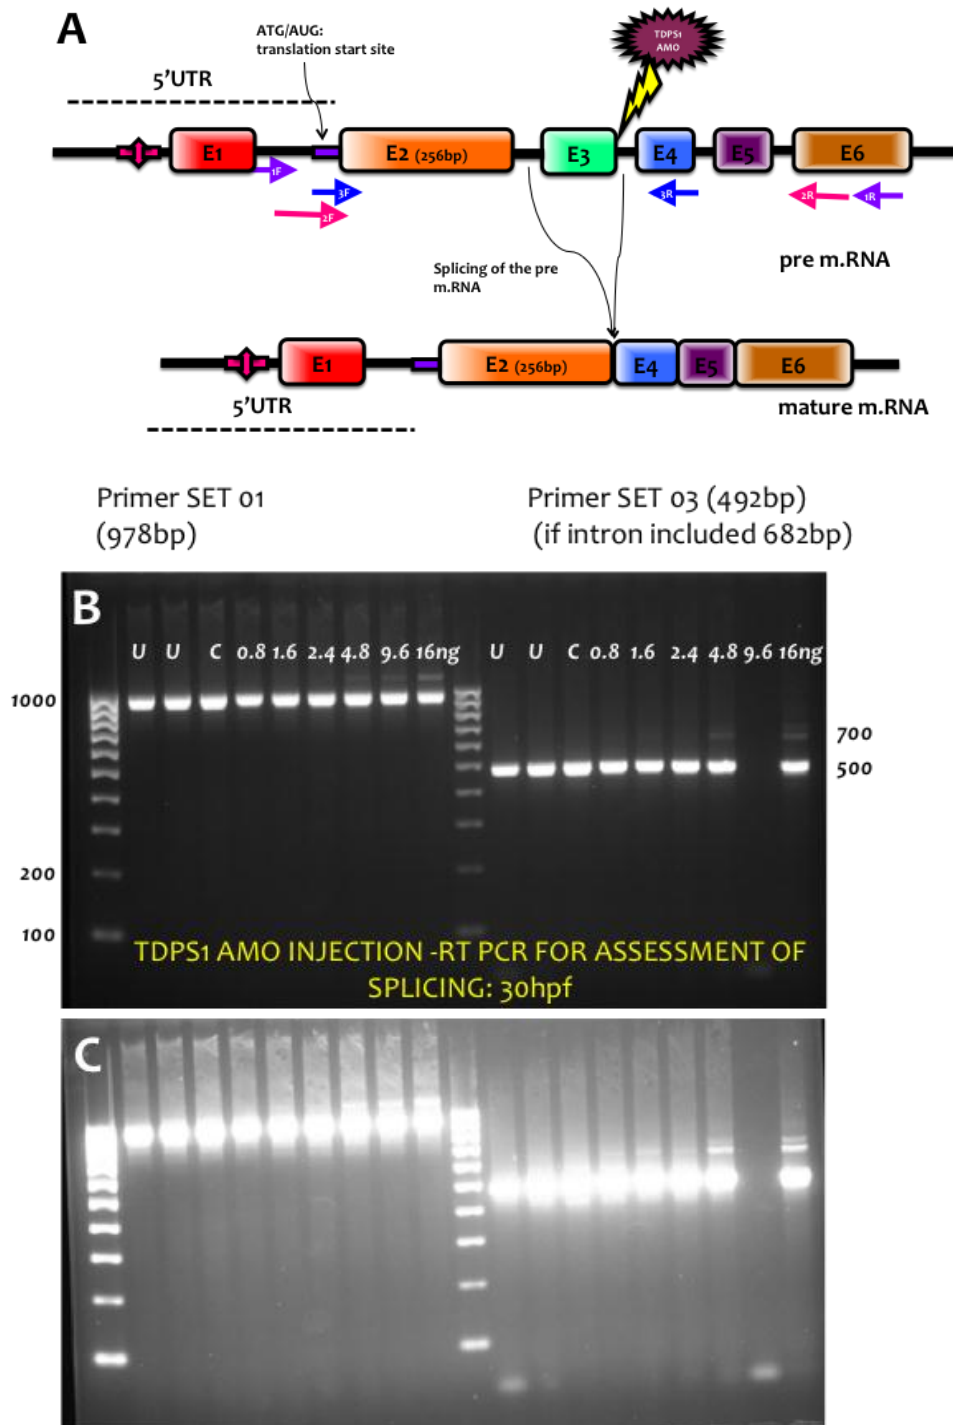 A
ATG/AUG:
translation start site
TDPS1
AMO
5'UTR
E1
E2 (256bp)
E3
E4
E5
E6
1F
3F
2F
3R
2R
1R
Splicing of the pre
m.RNA
pre m.RNA
E1
E2 (256bp)
E4
E5
E6
5'UTR
mature m.RNA
Primer SET 01
(978bp)
Primer SET 03 (492bp)
(if intron included 682bp)
B
U U C 0.8 1.6 2.4 4.8 9.6 16ng U U C 0.8 1.6 2.4 4.8 9.6 16ng
1000
700
500
200
100
TDPS1 AMO INJECTION -RT PCR FOR ASSESSMENT OF
SPLICING: 30hpf
C